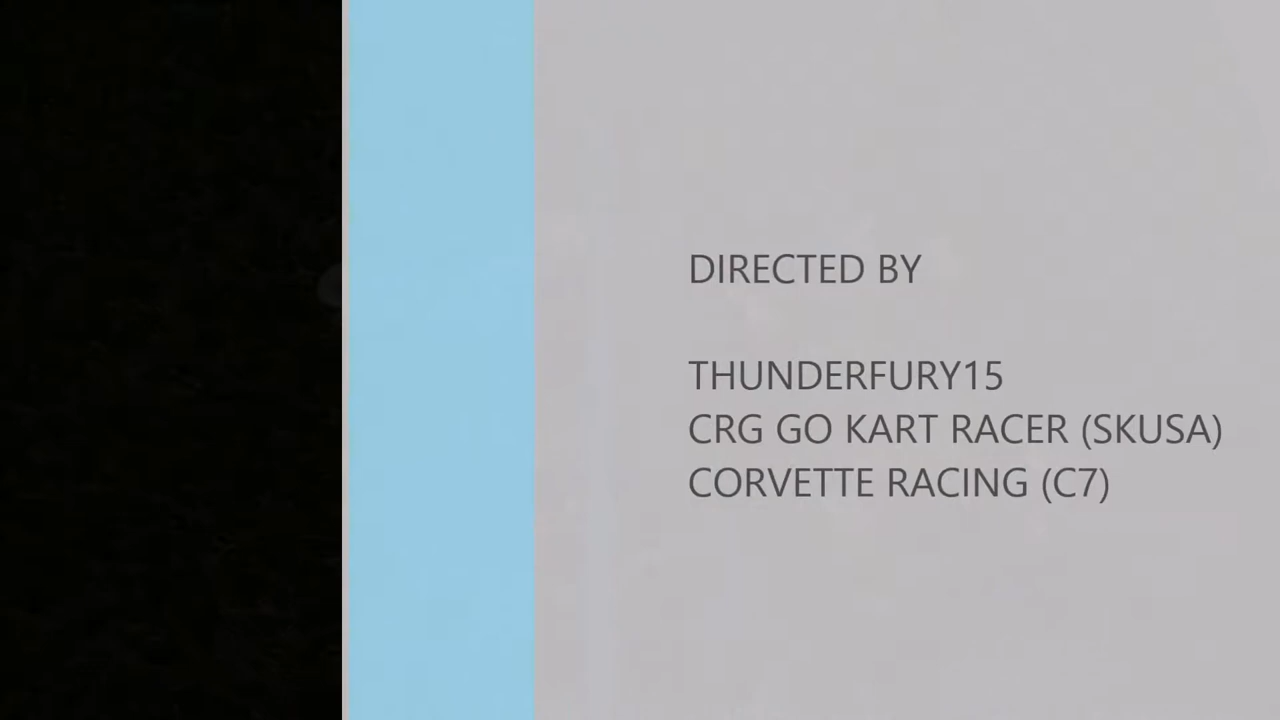 DIRECTED BY
THUNDERFURY15
CRG GO KART RACER (SKUSA)
CORVETTE RACING (C7)